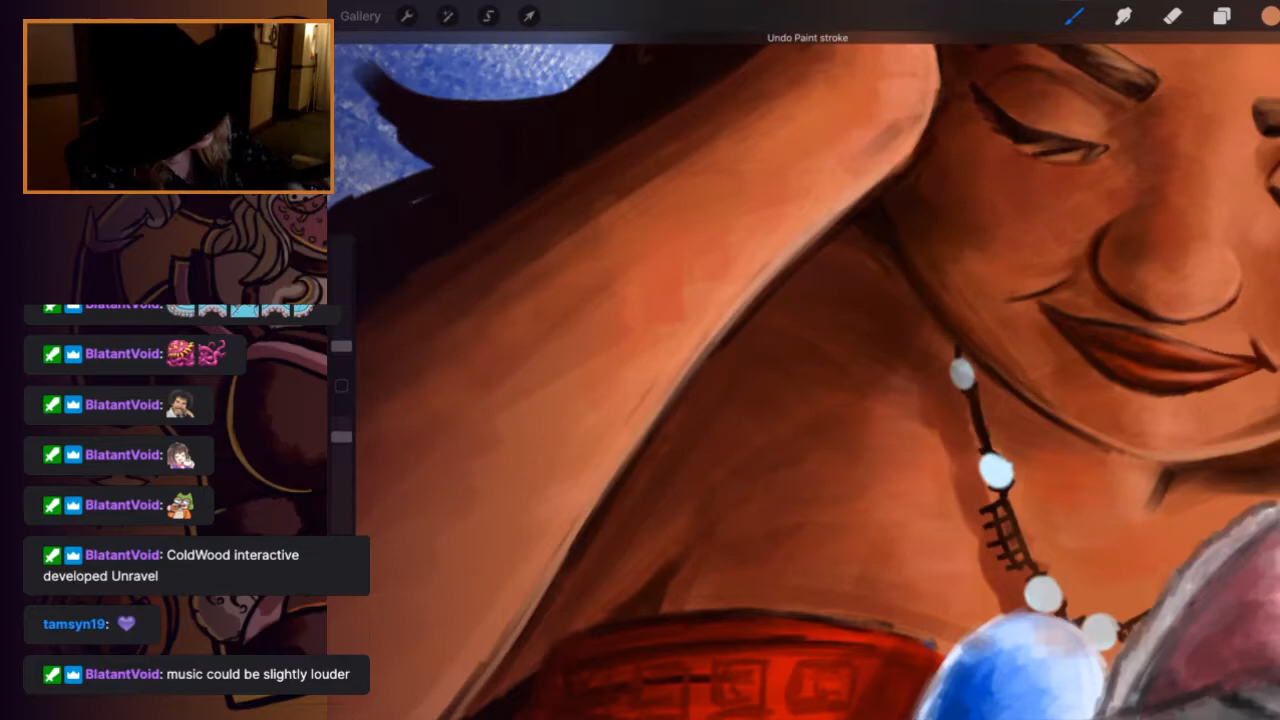 Gallery
Undo Paint stroke
BlatantVoid:
BlatantVoid:
BlatantVoid:
BlatantVoid:
BlatantVoid:
BlatantVoid: ColdWood interactive
developed Unravel
tamsyn19:
BlatantVoid: music could be slightly louder